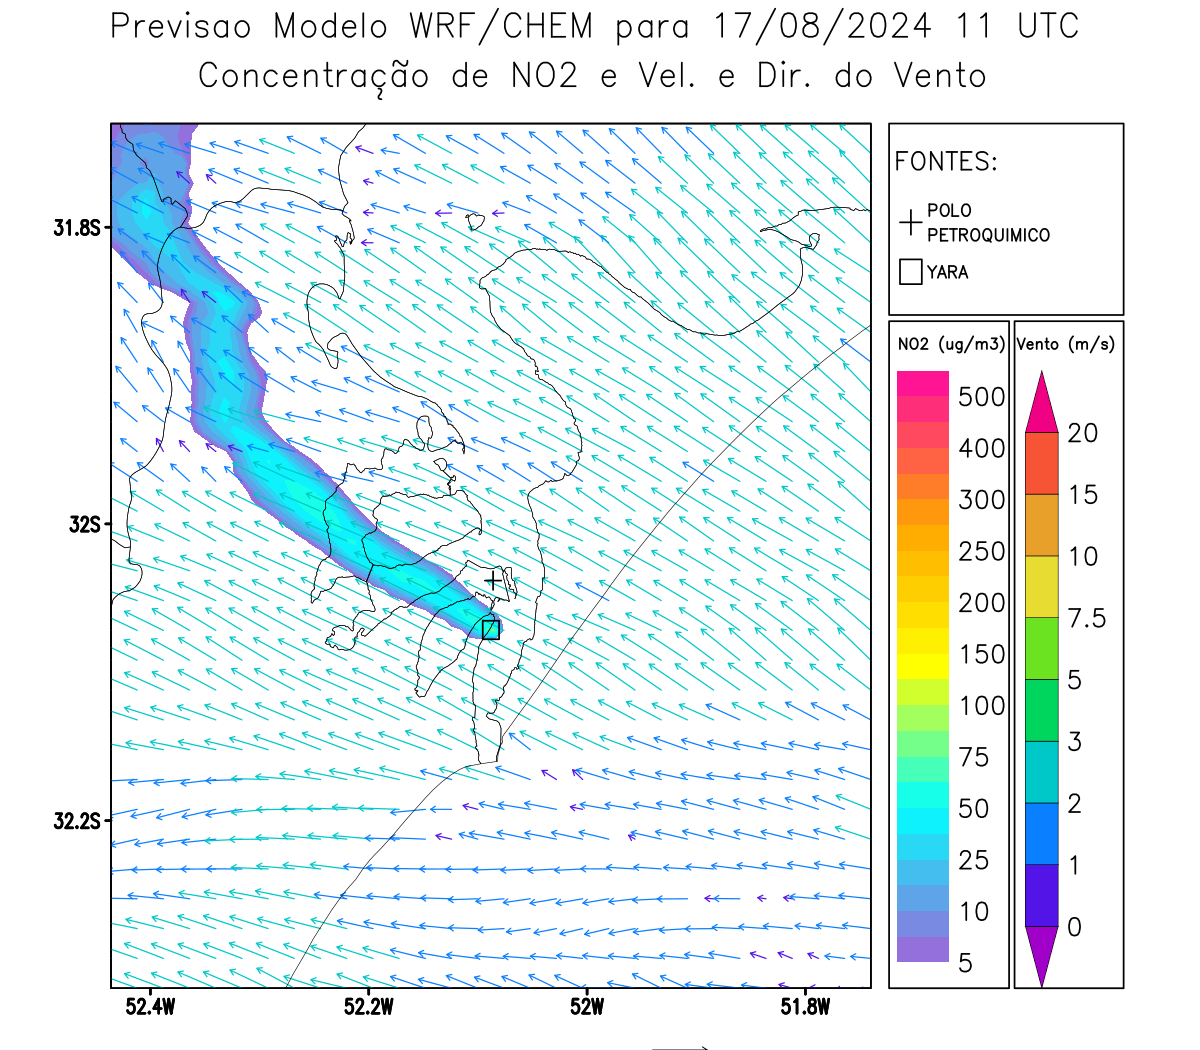 Previsao Modelo WRF/CHEM para 17/08/2024 11 UTC
Concentração de NO2 e Vel. e Dir. do Vento
FONTES:
POLO
PETROQUIMICO
YARA
NO2 (ug/m3)
500
400
300
250
200
150
100
75
50
25
10
5
Vento (m/s)
20
15
10
7.5
5
3
2
1
0
31.8S
32S
32.2S
52.4W
52.2W
52W
51.8W